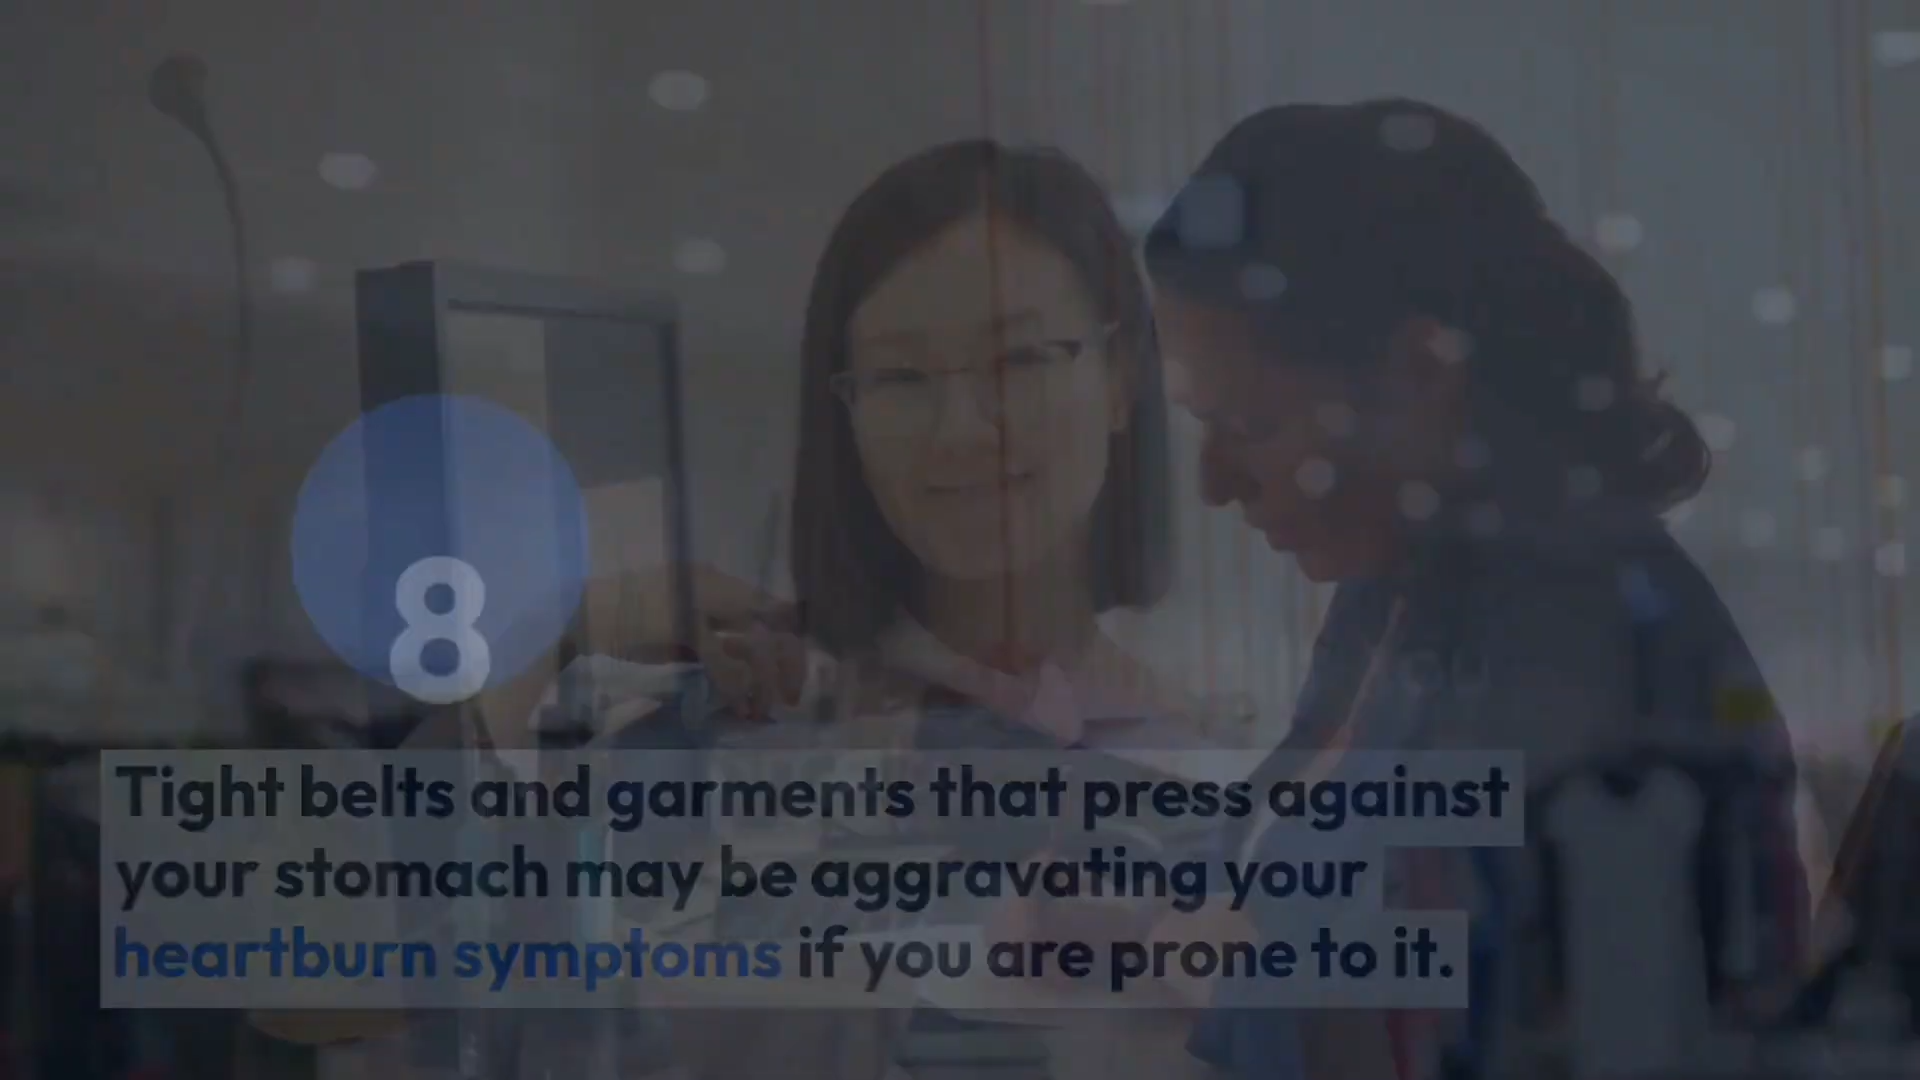 8
Tight belts and garments that press against
your stomach may be aggravating your
heartburn symptoms if you are prone to it.